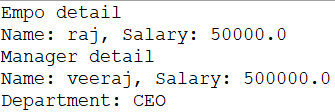 Empo detail
Name: raj, Salary: 50000.0
Manager detail
Name: veeraj, Salary: 500000.0
Department: CEO